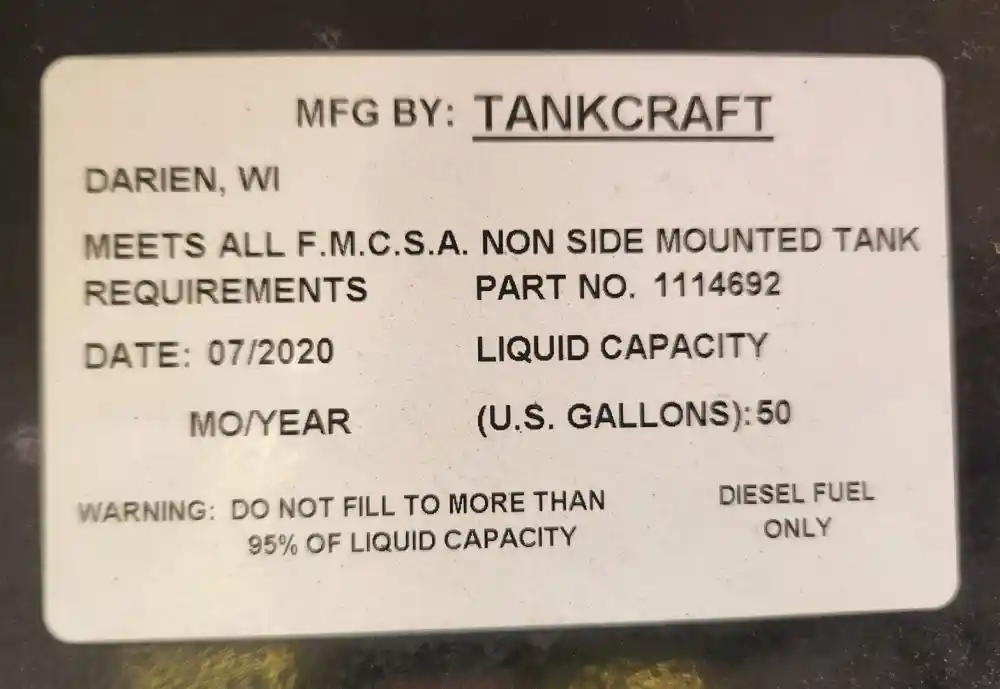 MFG BY: TANKCRAFT
DARIEN, WI
MEETS ALL F.M.C.S.A. NON SIDE MOUNTED TANK
REQUIREMENTS PART NO. 1114692
DATE: 07/2020 LIQUID CAPACITY
MO/YEAR (U.S. GALLONS): 50
WARNING: DO NOT FILL TO MORE THAN DIESEL FUEL
95% OF LIQUID CAPACITY ONLY